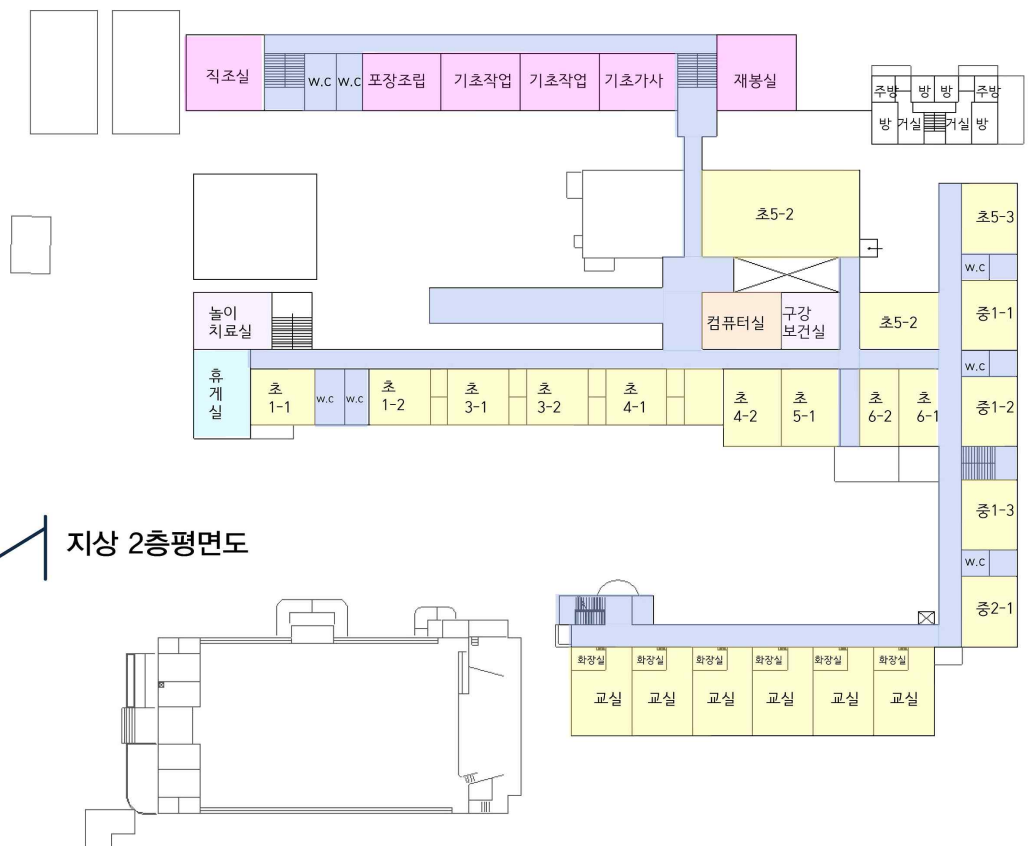 직조실
w.c
w.c
포장조립
기초작업
기초작업
기초가사
재봉실
주방
방
방
주방
방
거실
거실
방
초5-2
초5-3
w.c
놀이
치료실
컴퓨터실
구강
보건실
초5-2
중1-1
휴
게
실
초
1-1
w.c
w.c
초
1-2
초
3-1
초
3-2
초
4-1
초
4-2
초
5-1
초
6-2
초
6-1
w.c
중1-2
중1-3
w.c
중2-1
지상 2층평면도
화장실
화장실
화장실
화장실
화장실
화장실
교실
교실
교실
교실
교실
교실